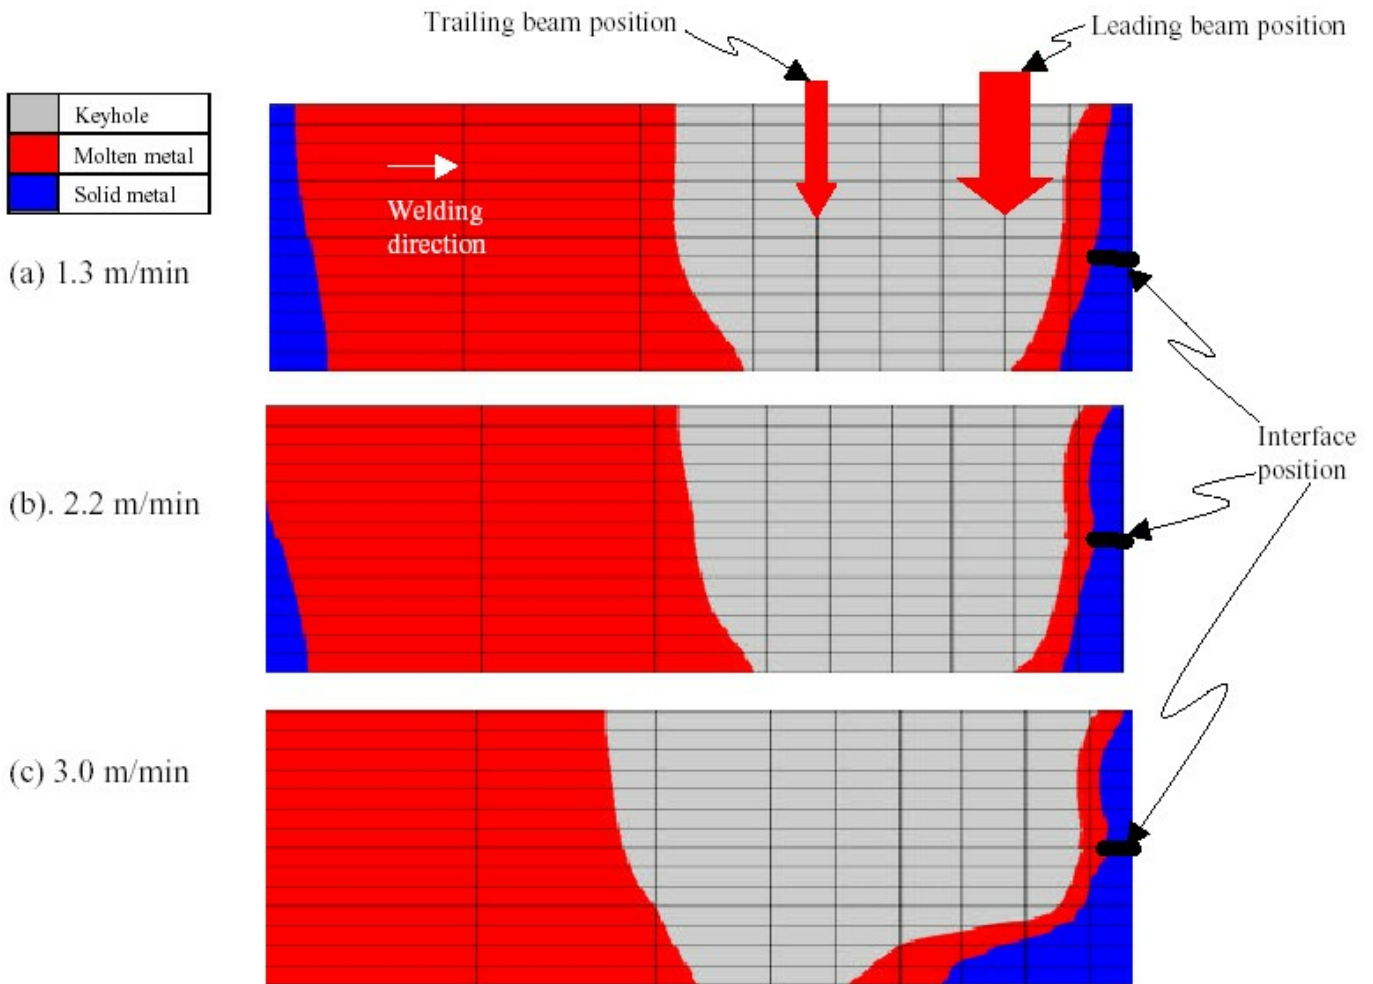 Trailing beam position
Leading beam position
Keyhole
Molten metal
Solid metal
Welding
direction
(a) 1.3 m/min
Interface
position
(b). 2.2 m/min
(c) 3.0 m/min